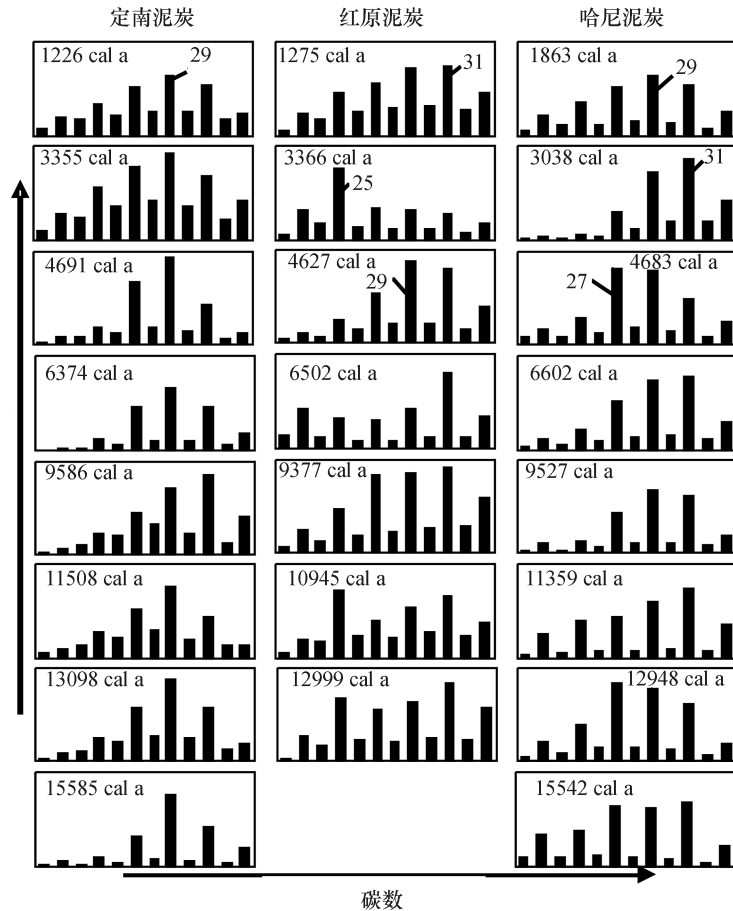 定南泥炭 红原泥炭 哈尼泥炭
1226 cal a 29 1275 cal a 31 1863 cal a 29
3355 cal a 3366 cal a 25 3038 cal a 31
4691 cal a 4627 cal a 29 4683 cal a 27
6374 cal a 6502 cal a 6602 cal a
9586 cal a 9377 cal a 9527 cal a
11508 cal a 10945 cal a 11359 cal a
13098 cal a 12999 cal a 12948 cal a
15585 cal a 15542 cal a
碳数